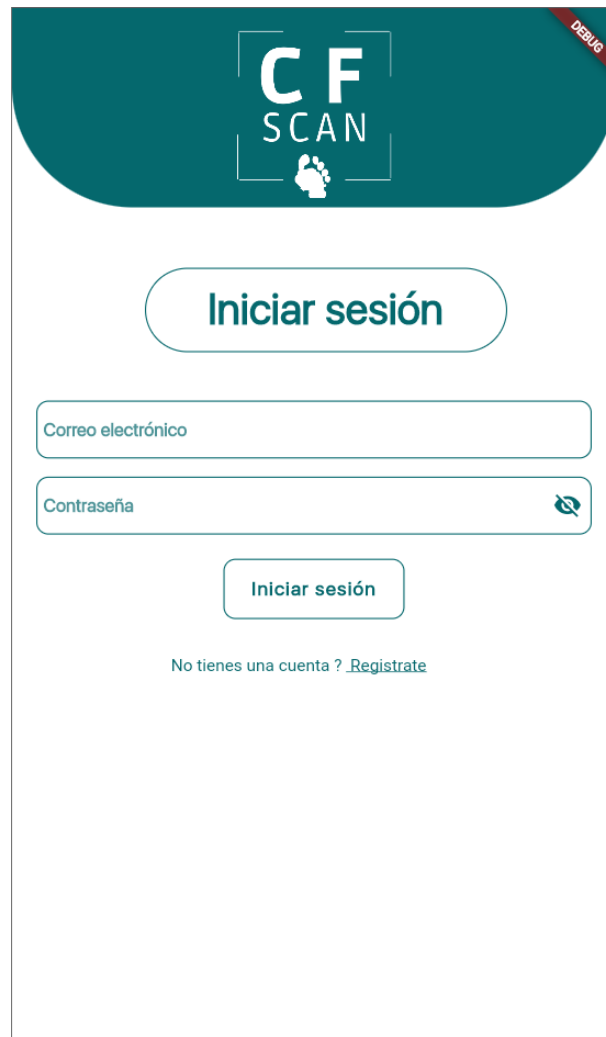 DEBUG
C F
SCAN
Iniciar sesión
Correo electrónico
Contraseña
Iniciar sesión
No tienes una cuenta ? Registrate